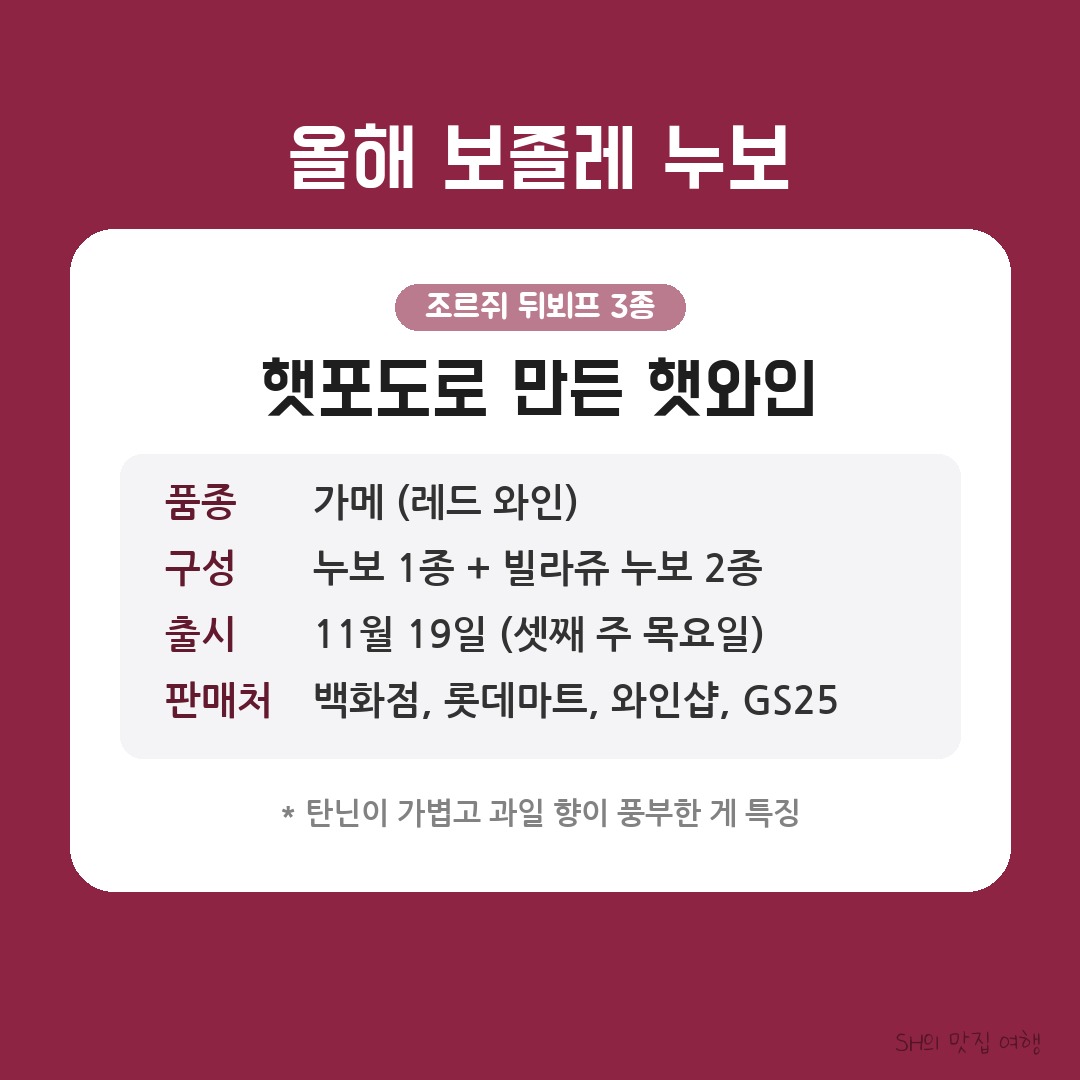 올해 보졸레 누보
조르쥐 뒤뵈프 3종
햇포도로 만든 햇와인
품종 가메 (레드 와인)
구성 누보 1종 + 빌라쥬 누보 2종
출시 11월 19일 (셋째 주 목요일)
판매처 백화점, 롯데마트, 와인샵, GS25
* 탄닌이 가볍고 과일 향이 풍부한 게 특징
SH의 맛집 여행